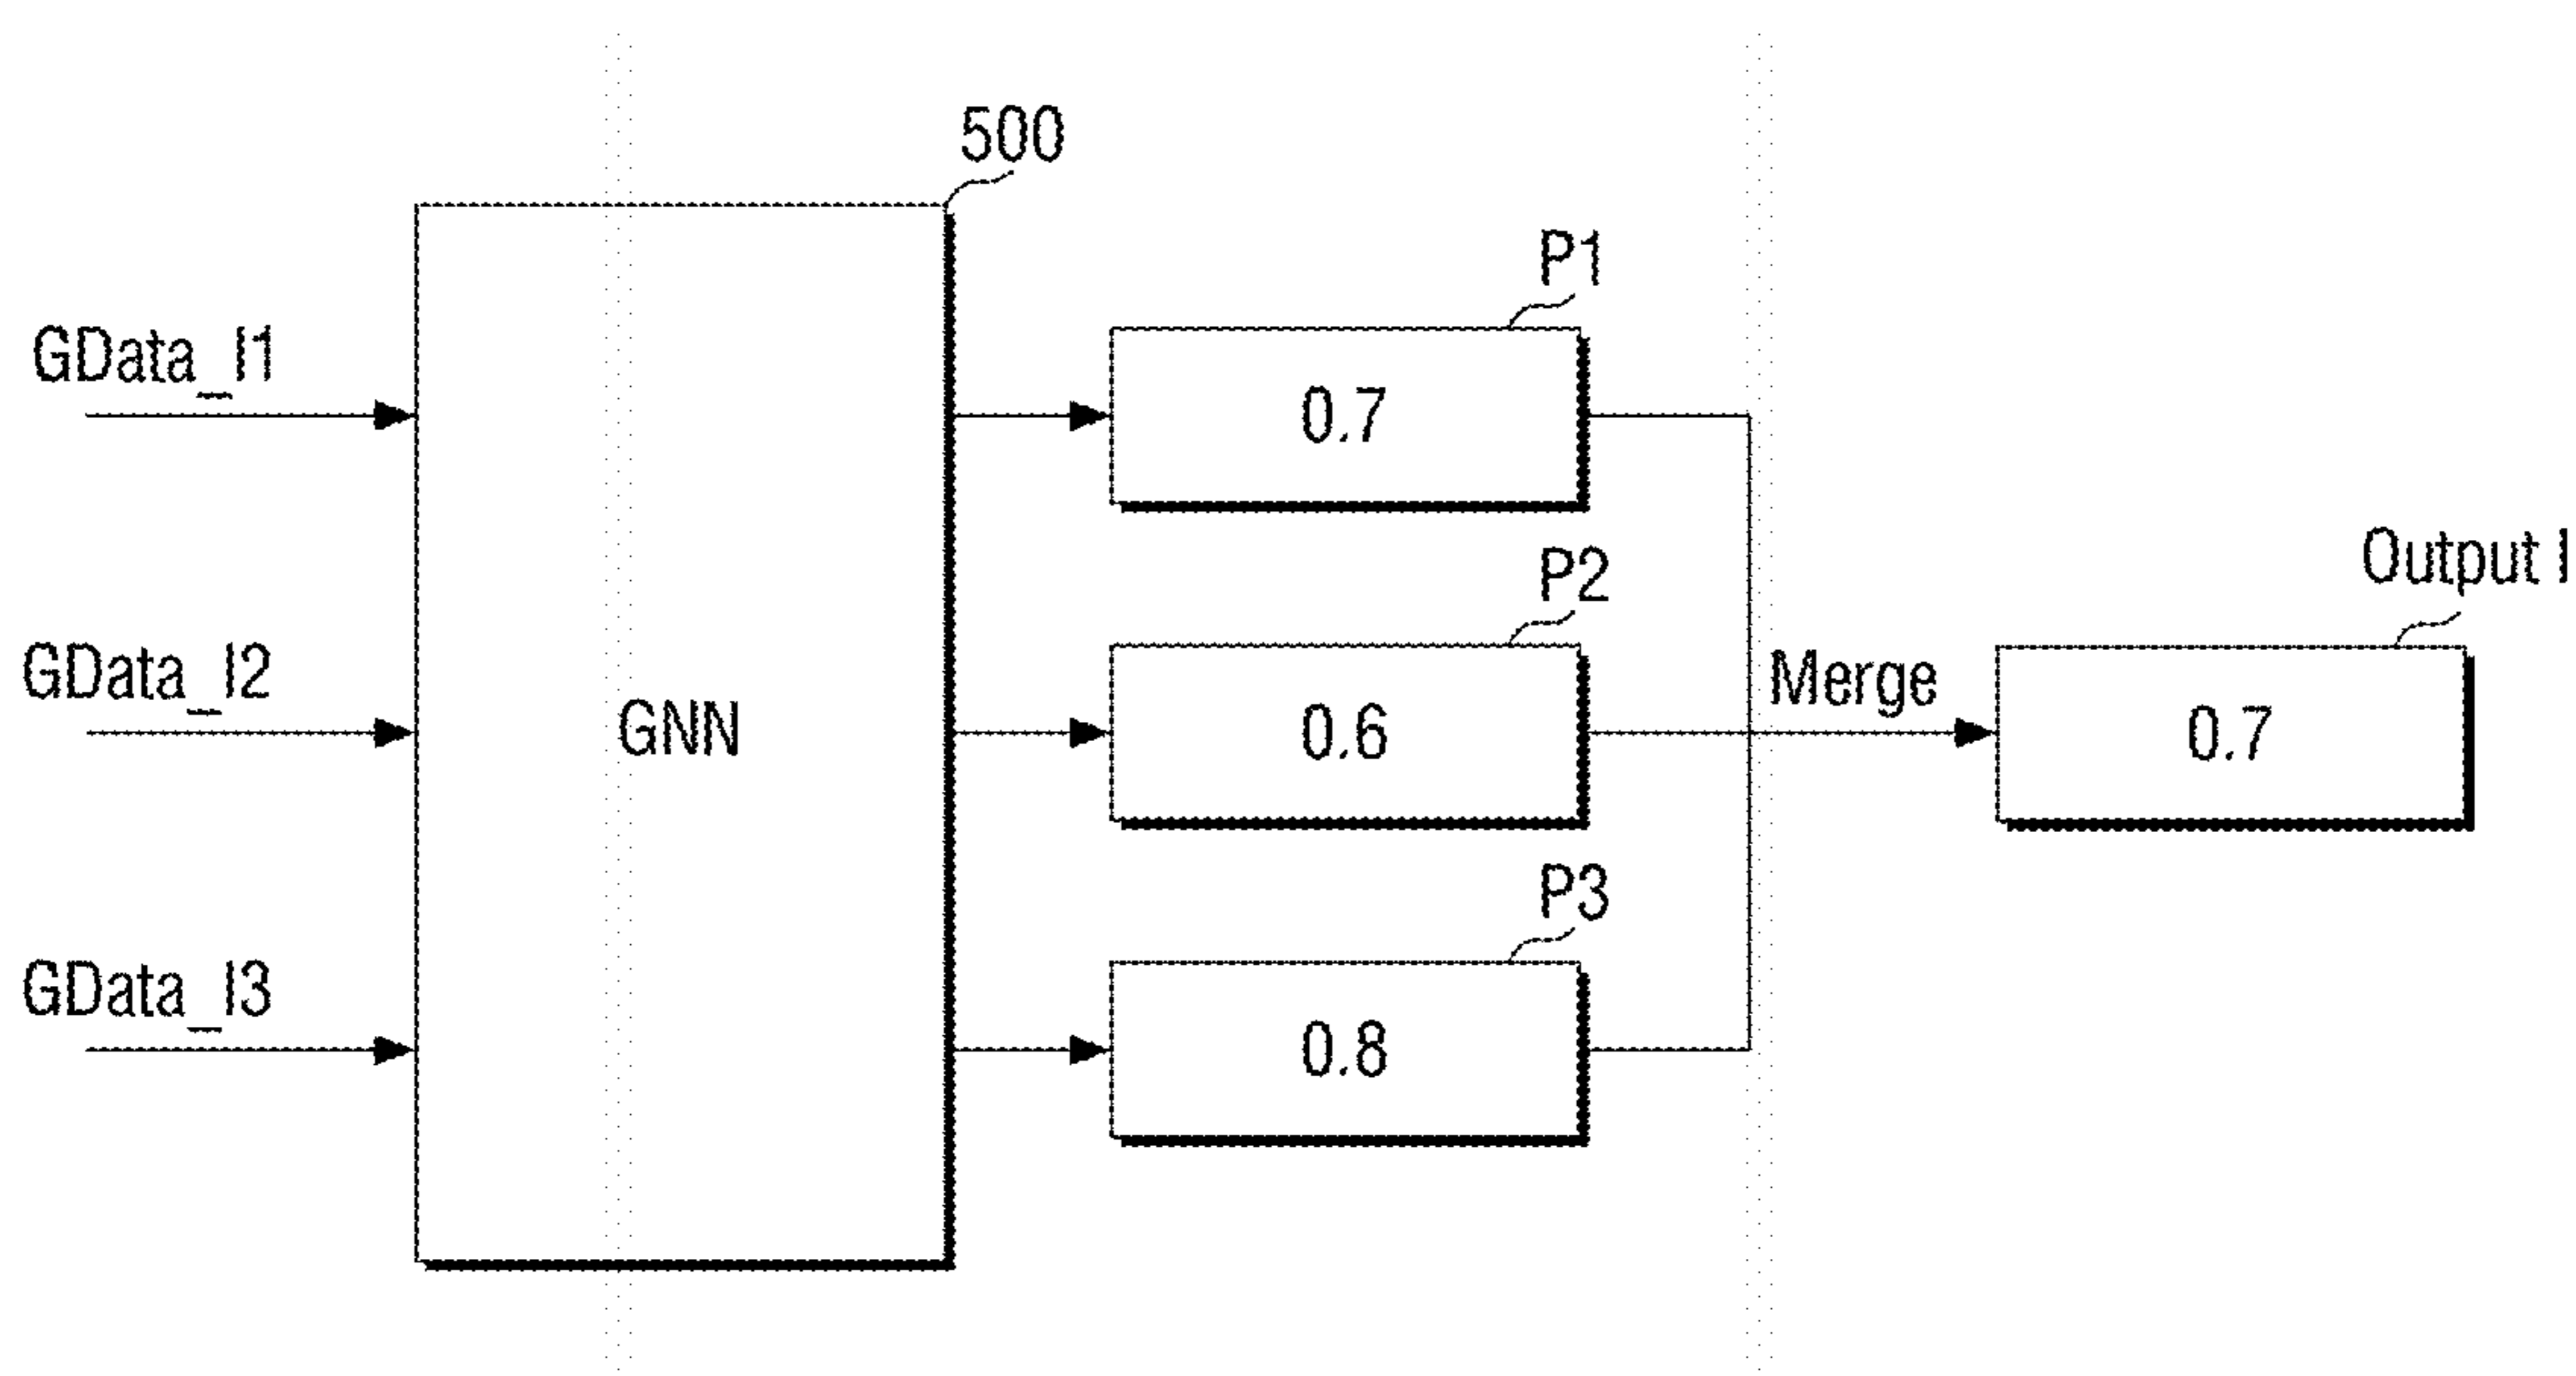 500
P1
GData_I1
0.7
Output I
P2
GData_I2
Merge
GNN
0.6
0.7
P3
GData_I3
0.8